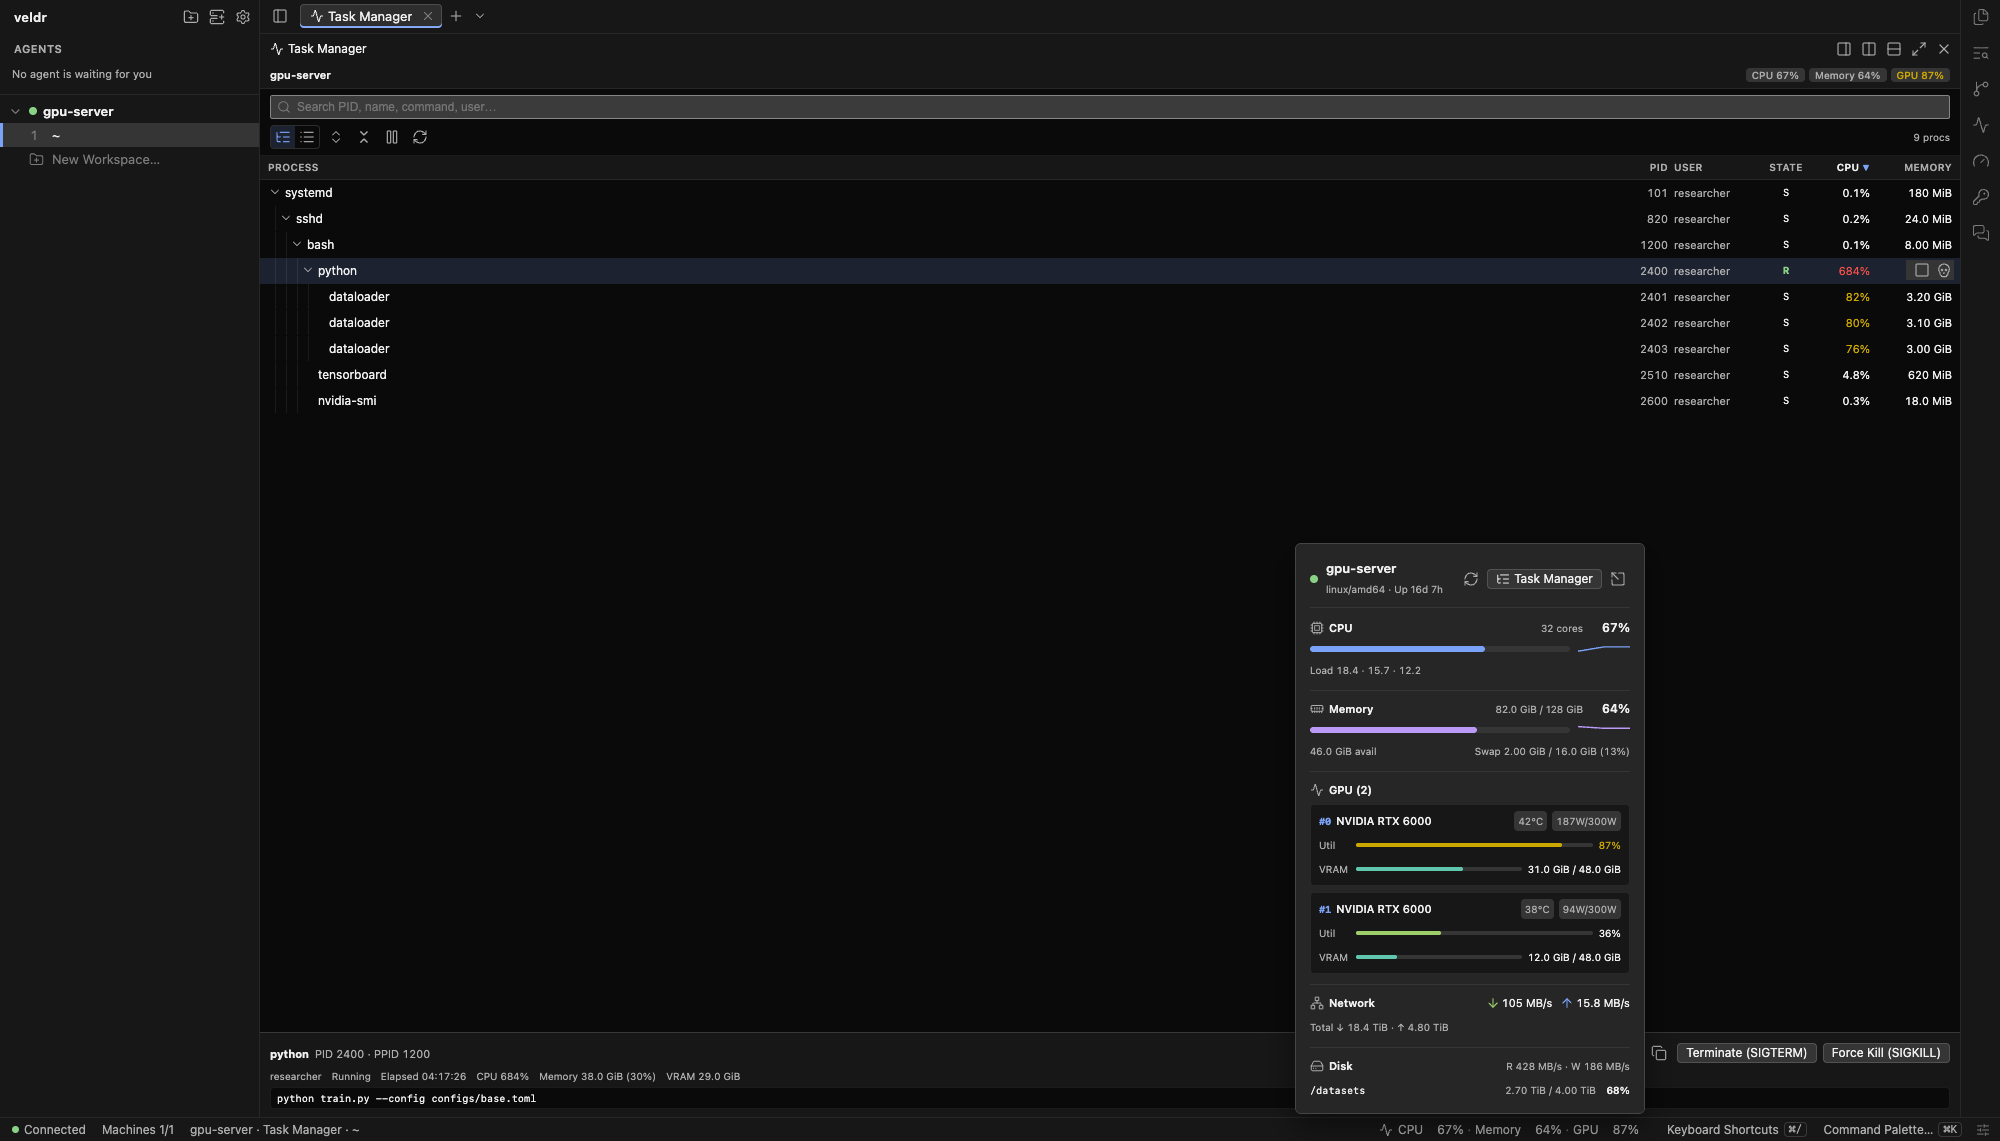 veldr
AGENTS
No agent is waiting for you
gpu-server
1 ~
New Workspace...
Task Manager
Task Manager
gpu-server
CPU 67% Memory 64% GPU 87%
Search PID, name, command, user...
9 procs
PROCESS PID USER STATE CPU ▼ MEMORY
systemd 101 researcher S 0.1% 180 MiB
sshd 820 researcher S 0.2% 24.0 MiB
bash 1200 researcher S 0.1% 8.00 MiB
python 2400 researcher R 684%
dataloader 2401 researcher S 82% 3.20 GiB
dataloader 2402 researcher S 80% 3.10 GiB
dataloader 2403 researcher S 76% 3.00 GiB
tensorboard 2510 researcher S 4.8% 620 MiB
nvidia-smi 2600 researcher S 0.3% 18.0 MiB
gpu-server
linux/amd64 · Up 16d 7h
Task Manager
CPU 32 cores 67%
Load 18.4 · 15.7 · 12.2
Memory 82.0 GiB / 128 GiB 64%
46.0 GiB avail Swap 2.00 GiB / 16.0 GiB (13%)
GPU (2)
#0 NVIDIA RTX 6000 42°C 187W/300W
Util 87%
VRAM 31.0 GiB / 48.0 GiB
#1 NVIDIA RTX 6000 38°C 94W/300W
Util 36%
VRAM 12.0 GiB / 48.0 GiB
Network ↓ 105 MB/s ↑ 15.8 MB/s
Total ↓ 18.4 TiB · ↑ 4.80 TiB
Disk R 428 MB/s · W 186 MB/s
/datasets 2.70 TiB / 4.00 TiB 68%
python PID 2400 · PPID 1200
Terminate (SIGTERM) Force Kill (SIGKILL)
researcher Running Elapsed 04:17:26 CPU 684% Memory 38.0 GiB (30%) VRAM 29.0 GiB
python train.py --config configs/base.toml
Connected Machines 1/1 gpu-server · Task Manager · ~
CPU 67% · Memory 64% · GPU 87% Keyboard Shortcuts ⌘/ Command Palette... ⌘K